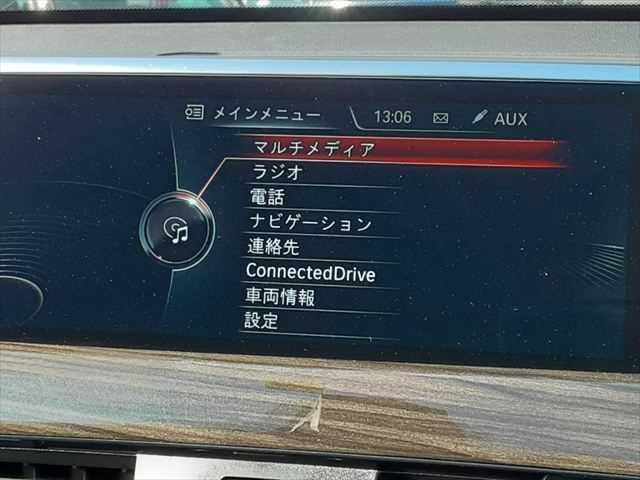 メインメニュー 13:06 AUX
マルチメディア
ラジオ
電話
ナビゲーション
連絡先
ConnectedDrive
車両情報
設定